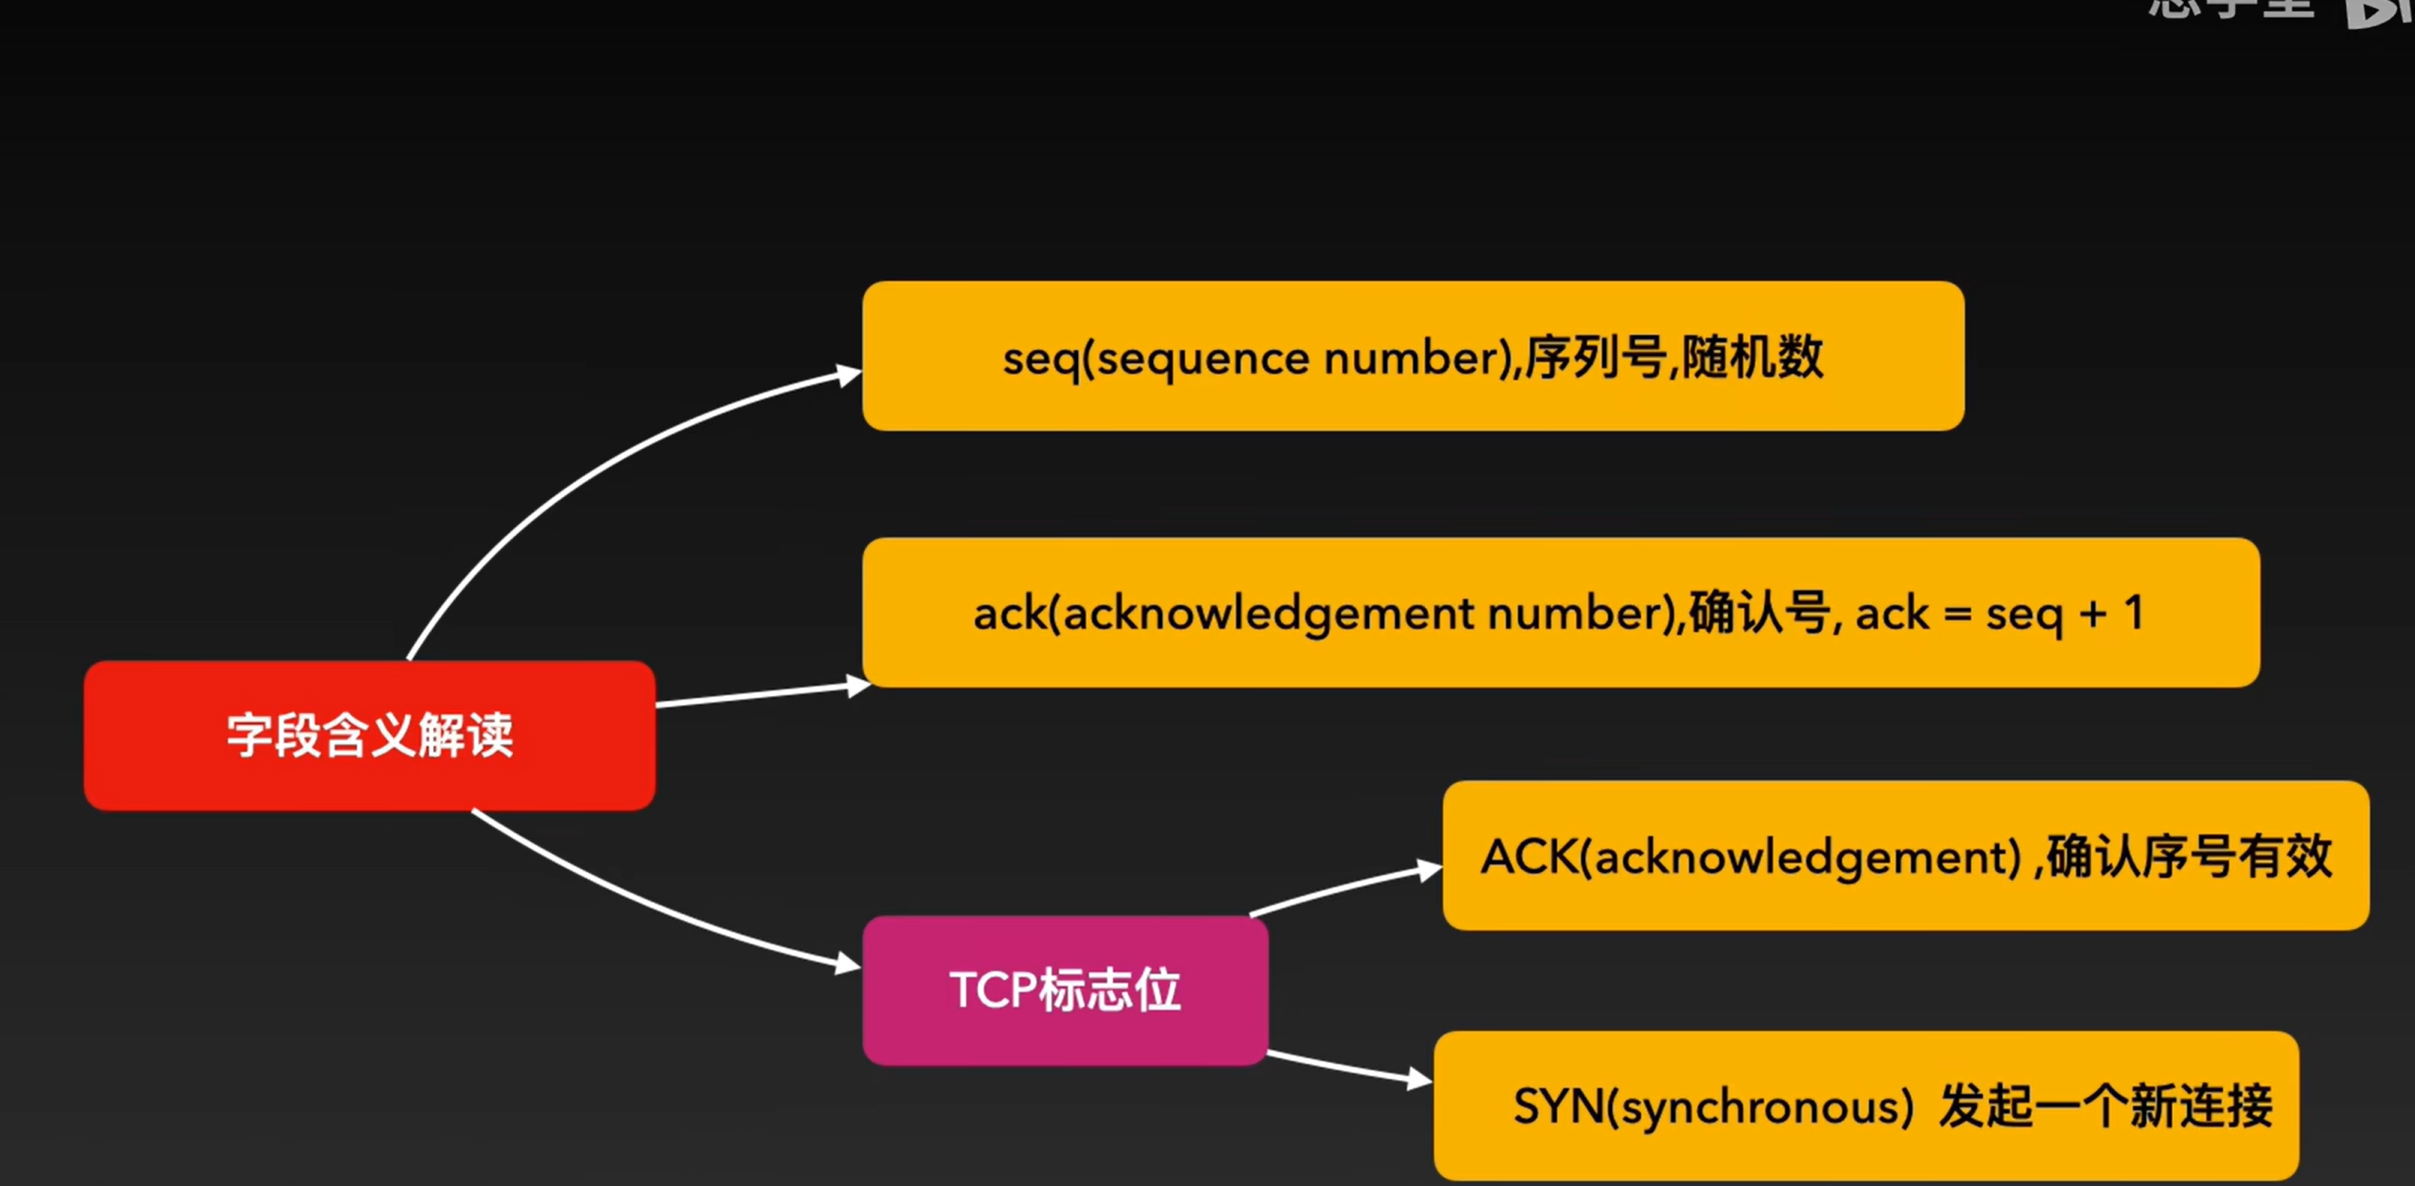 seq(sequence number),序列号,随机数
ack(acknowledgement number),确认号, ack = seq + 1
字段含义解读
ACK(acknowledgement) ,确认序号有效
TCP标志位
SYN(synchronous) 发起一个新连接